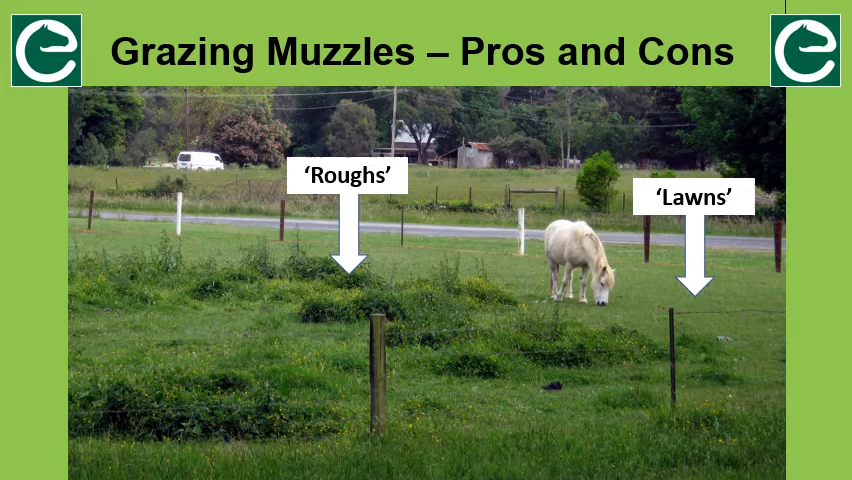 Grazing Muzzles – Pros and Cons
‘Roughs’
‘Lawns’